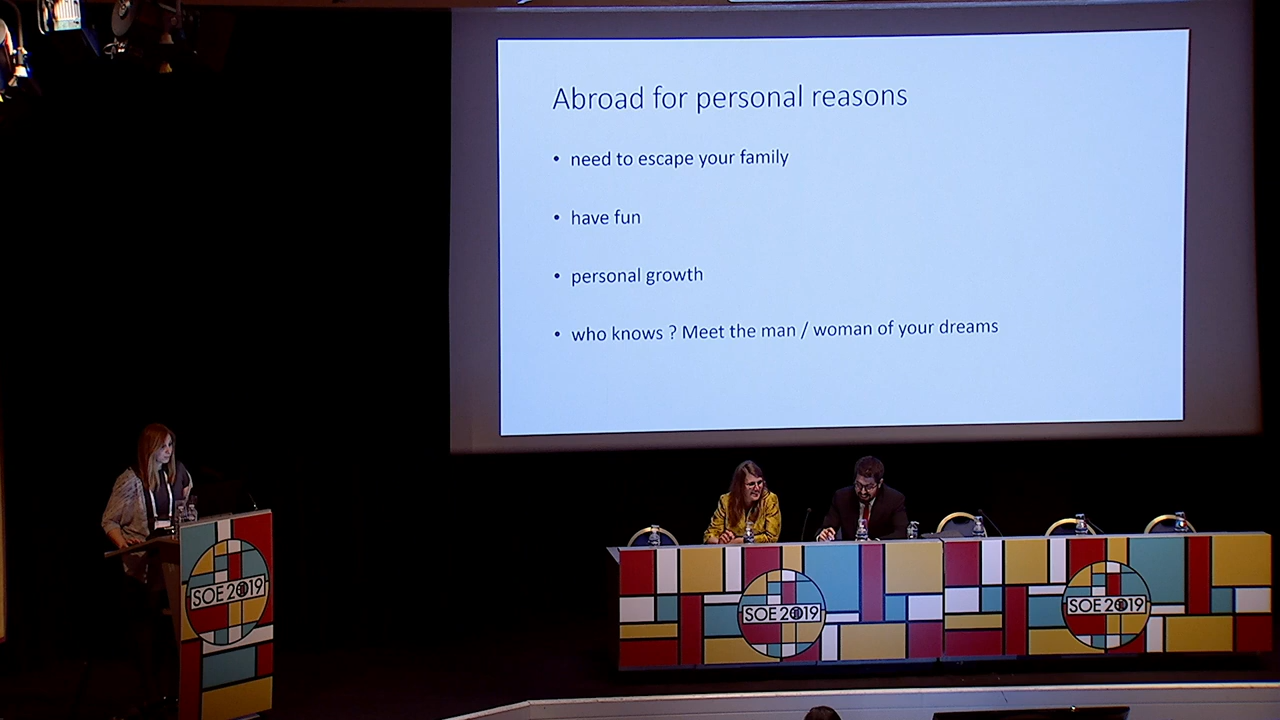 Abroad for personal reasons
• need to escape your family
• have fun
• personal growth
• who knows ? Meet the man / woman of your dreams
SOE 2019
SOE 2019
SOE 2019